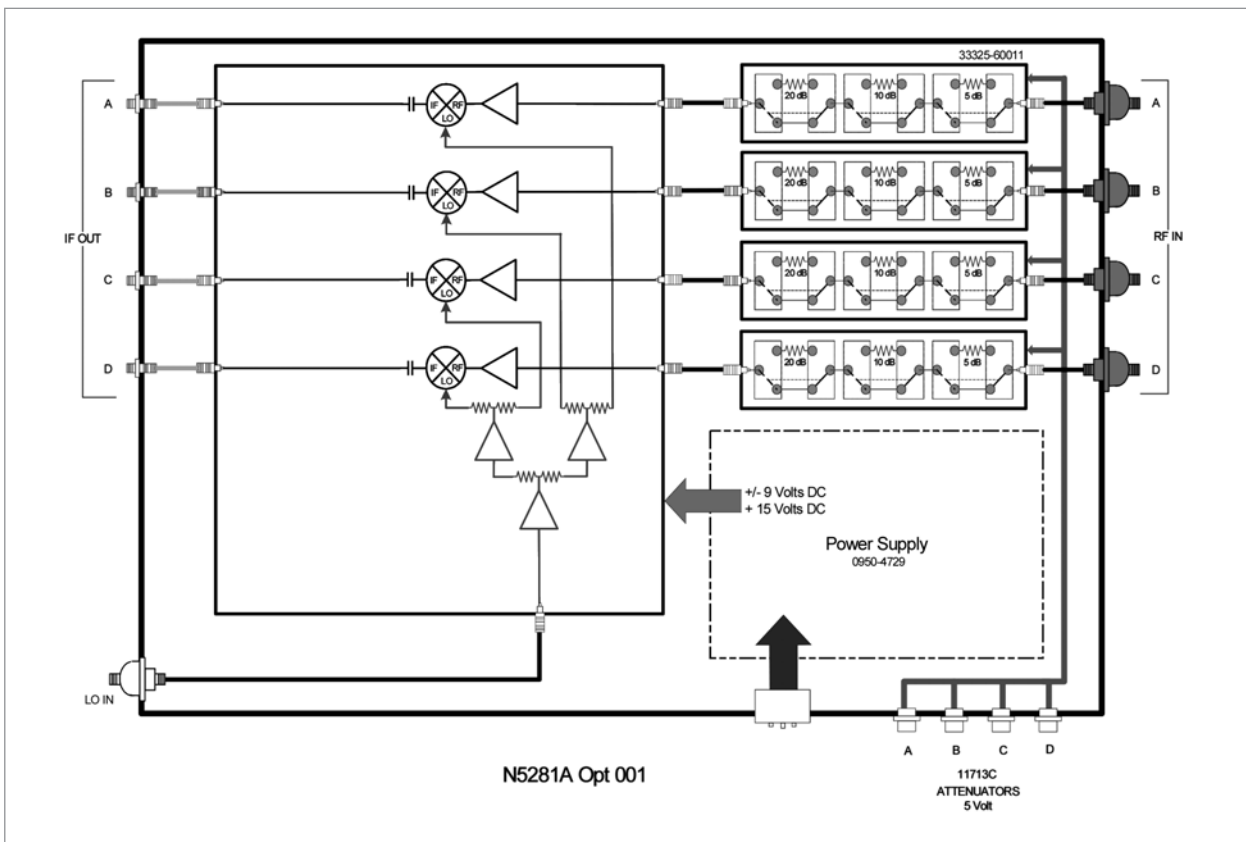 33325-60011
A
IF RF
LO
20 dB
10 dB
5 dB
A
B
IF RF
LO
20 dB
10 dB
5 dB
B
IF OUT
RF IN
C
IF RF
LO
20 dB
10 dB
5 dB
C
D
IF RF
LO
20 dB
10 dB
5 dB
D
+/- 9 Volts DC
+ 15 Volts DC
Power Supply
0950-4729
LO IN
A B C D
N5281A Opt 001
11713C
ATTENUATORS
5 Volt